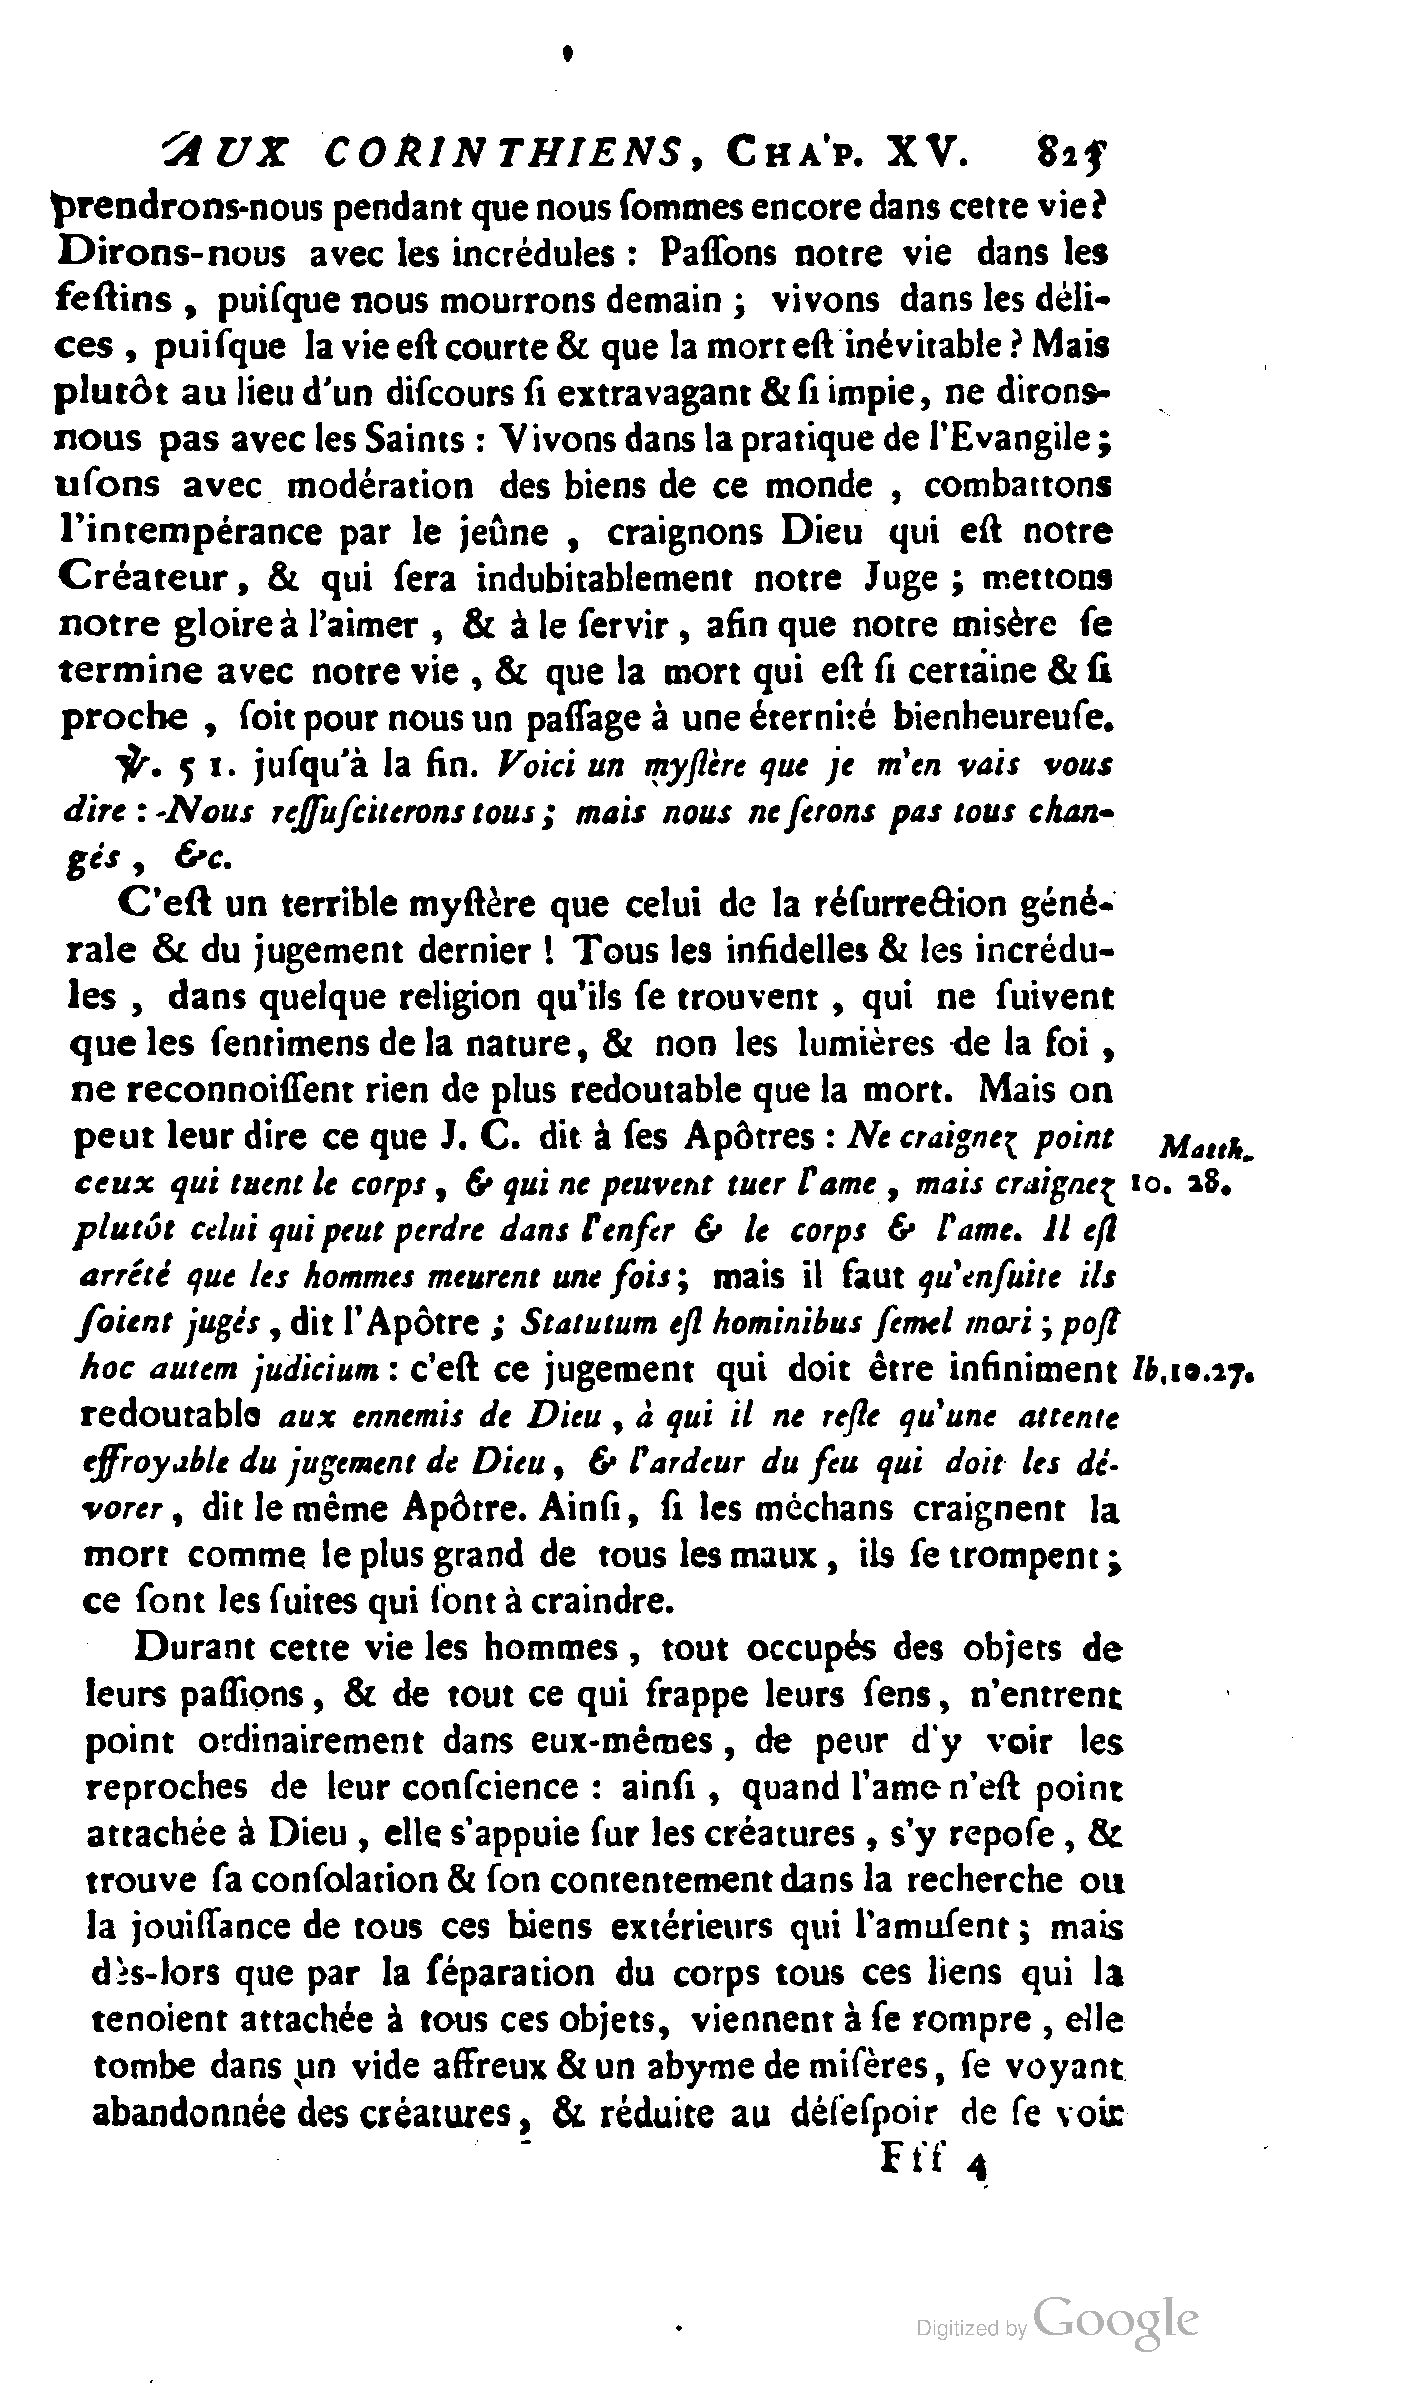 AUX CORINTHIENS, CHAP. XV. 825
prendrons-nous pendant que nous ſommes encore dans cette vie?
Dirons-nous avec les incrédules : Paſſons notre vie dans les
feſtins, puiſque nous mourrons demain ; vivons dans les déli-
ces, puiſque la vie eſt courte & que la mort eſt inévitable ? Mais
plutôt au lieu d'un diſcours ſi extravagant & ſi impie, ne dirons-
nous pas avec les Saints : Vivons dans la pratique de l'Evangile ;
uſons avec modération des biens de ce monde, combattons
l'intempérance par le jeûne, craignons Dieu qui eſt notre
Créateur, & qui ſera indubitablement notre Juge ; mettons
notre gloire à l'aimer, & à le ſervir, afin que notre misère ſe
termine avec notre vie, & que la mort qui eſt ſi certaine & ſi
proche, ſoit pour nous un paſſage à une éternité bienheureuſe.
℣. 51. juſqu'à la fin. Voici un myſtère que je m'en vais vous
dire : Nous reſſuſciterons tous ; mais nous ne ſerons pas tous chan-
gés, &c.
C'eſt un terrible myſtère que celui de la réſurrection géné-
rale & du jugement dernier ! Tous les infidelles & les incrédu-
les, dans quelque religion qu'ils ſe trouvent, qui ne ſuivent
que les ſentimens de la nature, & non les lumières de la foi,
ne reconnoiſſent rien de plus redoutable que la mort. Mais on
peut leur dire ce que J. C. dit à ſes Apôtres : Ne craignez point Matth.
ceux qui tuent le corps, & qui ne peuvent tuer l'ame, mais craignez 10. 28.
plutôt celui qui peut perdre dans l'enfer & le corps & l'ame. Il eſt
arrêté que les hommes meurent une fois ; mais il faut qu'enſuite ils
ſoient jugés, dit l'Apôtre ; Statutum eſt hominibus ſemel mori ; poſt
hoc autem judicium : c'eſt ce jugement qui doit être infiniment Ib. 10. 27.
redoutable aux ennemis de Dieu, à qui il ne reſte qu'une attente
effroyable du jugement de Dieu, & l'ardeur du feu qui doit les dé-
vorer, dit le même Apôtre. Ainſi, ſi les méchans craignent la
mort comme le plus grand de tous les maux, ils ſe trompent ;
ce ſont les ſuites qui ſont à craindre.
Durant cette vie les hommes, tout occupés des objets de
leurs paſſions, & de tout ce qui frappe leurs ſens, n'entrent
point ordinairement dans eux-mêmes, de peur d'y voir les
reproches de leur conſcience : ainſi, quand l'ame n'eſt point
attachée à Dieu, elle s'appuie ſur les créatures, s'y repoſe, &
trouve ſa conſolation & ſon contentement dans la recherche ou
la jouiſſance de tous ces biens extérieurs qui l'amuſent ; mais
dès-lors que par la ſéparation du corps tous ces liens qui la
tenoient attachée à tous ces objets, viennent à ſe rompre, elle
tombe dans un vide affreux & un abyme de miſères, ſe voyant
abandonnée des créatures, & réduite au déſeſpoir de ſe voir
Fff 4
Digitized by Google